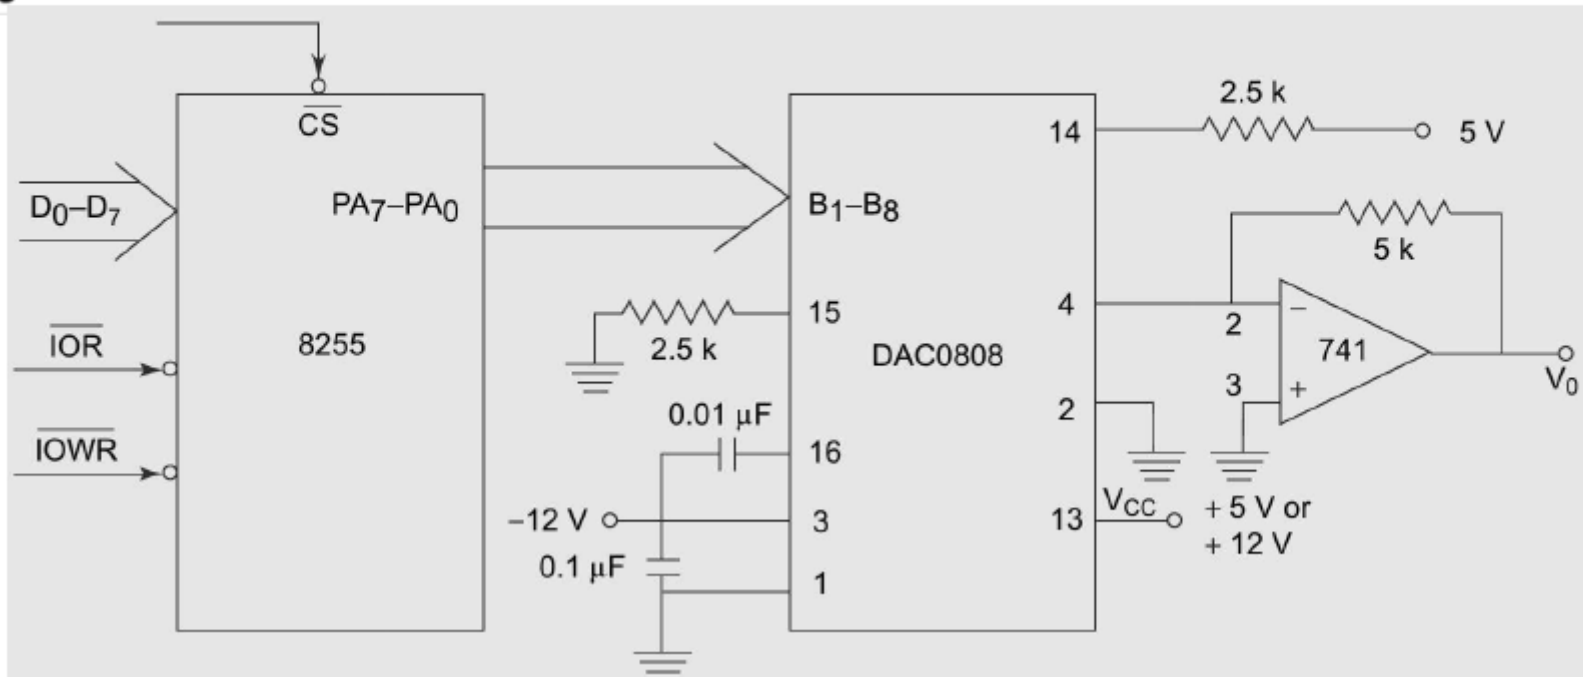 CS
D0–D7
PA7–PA0
8255
IOR
IOWR
B1–B8
15
2.5 k
DAC0808
0.01 µF
16
–12 V
3
0.1 µF
1
14
2.5 k
5 V
5 k
4
2
741
3
2
V0
13
VCC
+ 5 V or
+ 12 V
–
+